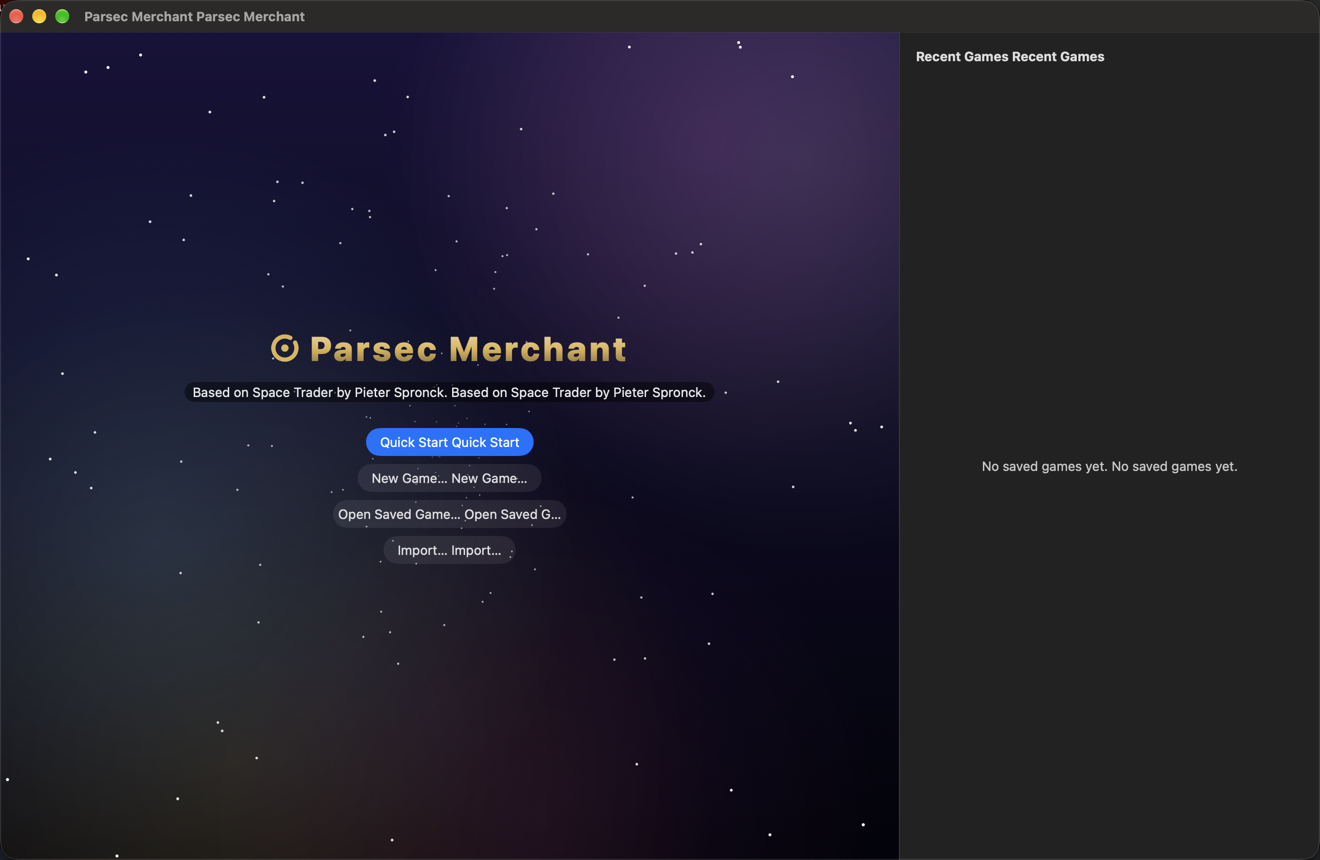 Parsec Merchant Parsec Merchant
Recent Games Recent Games
Parsec Merchant
Based on Space Trader by Pieter Spronck. Based on Space Trader by Pieter Spronck.
Quick Start Quick Start
New Game... New Game...
Open Saved Game... Open Saved G...
Import... Import...
No saved games yet. No saved games yet.